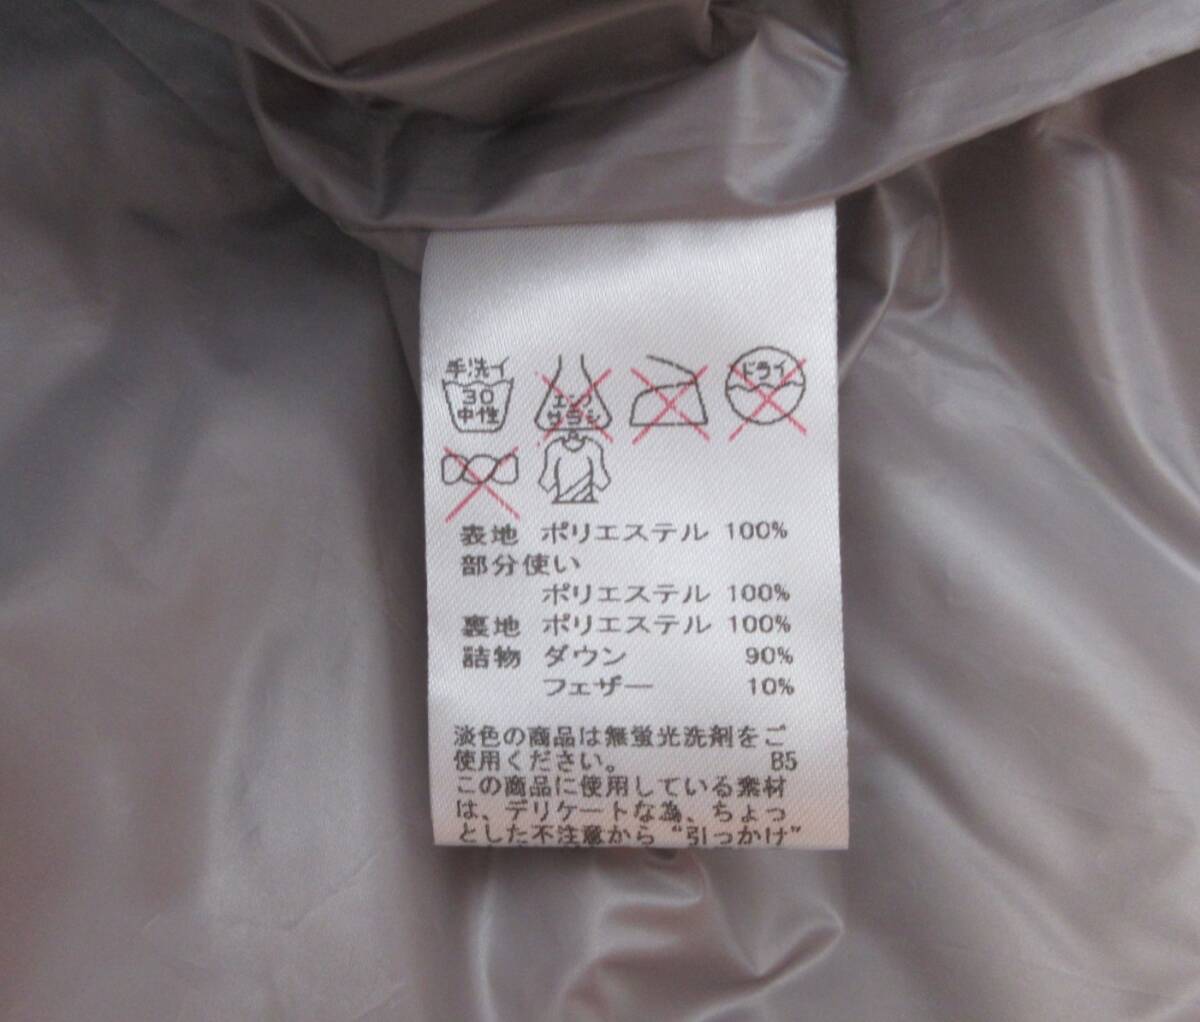 手洗イ
30
中性
エンソ
サラシ
ドライ
表地 ポリエステル 100%
部分使い
ポリエステル 100%
裏地 ポリエステル 100%
詰物 ダウン 90%
フェザー 10%
淡色の商品は無蛍光洗剤をご
使用ください。 B5
この商品に使用している素材
は、デリケートな為、ちょっ
とした不注意から“引っかけ”